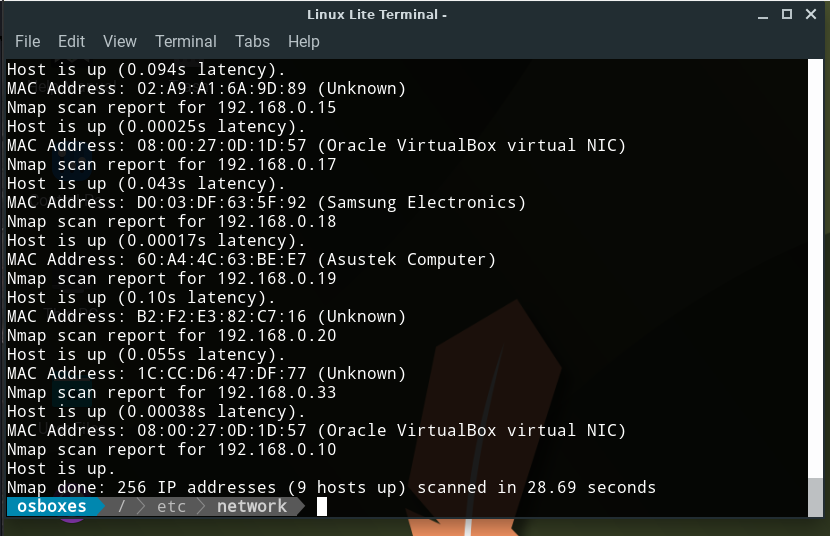 Linux Lite Terminal -
File Edit View Terminal Tabs Help
Host is up (0.094s latency).
MAC Address: 02:A9:A1:6A:9D:89 (Unknown)
Nmap scan report for 192.168.0.15
Host is up (0.00025s latency).
MAC Address: 08:00:27:0D:1D:57 (Oracle VirtualBox virtual NIC)
Nmap scan report for 192.168.0.17
Host is up (0.043s latency).
MAC Address: D0:03:DF:63:5F:92 (Samsung Electronics)
Nmap scan report for 192.168.0.18
Host is up (0.00017s latency).
MAC Address: 60:A4:4C:63:BE:E7 (Asustek Computer)
Nmap scan report for 192.168.0.19
Host is up (0.10s latency).
MAC Address: B2:F2:E3:82:C7:16 (Unknown)
Nmap scan report for 192.168.0.20
Host is up (0.055s latency).
MAC Address: 1C:CC:D6:47:DF:77 (Unknown)
Nmap scan report for 192.168.0.33
Host is up (0.00038s latency).
MAC Address: 08:00:27:0D:1D:57 (Oracle VirtualBox virtual NIC)
Nmap scan report for 192.168.0.10
Host is up.
Nmap done: 256 IP addresses (9 hosts up) scanned in 28.69 seconds
osboxes / etc network